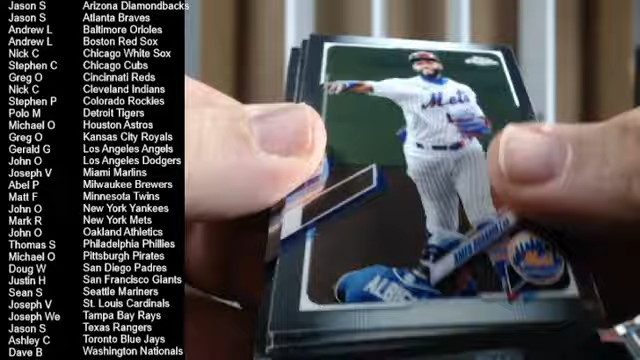 Jason S Arizona Diamondbacks
Jason S Atlanta Braves
Andrew L Baltimore Orioles
Andrew L Boston Red Sox
Nick C Chicago White Sox
Stephen C Chicago Cubs
Greg O Cincinnati Reds
Nick C Cleveland Indians
Stephen P Colorado Rockies
Polo M Detroit Tigers
Michael O Houston Astros
Greg O Kansas City Royals
Gerald G Los Angeles Angels
John O Los Angeles Dodgers
Joseph V Miami Marlins
Abel P Milwaukee Brewers
Matt F Minnesota Twins
John O New York Yankees
Mark R New York Mets
John O Oakland Athletics
Thomas S Philadelphia Phillies
Michael O Pittsburgh Pirates
Doug W San Diego Padres
Justin H San Francisco Giants
Sean S Seattle Mariners
Joseph V St. Louis Cardinals
Joseph We Tampa Bay Rays
Jason S Texas Rangers
Ashley C Toronto Blue Jays
Dave B Washington Nationals
Mets